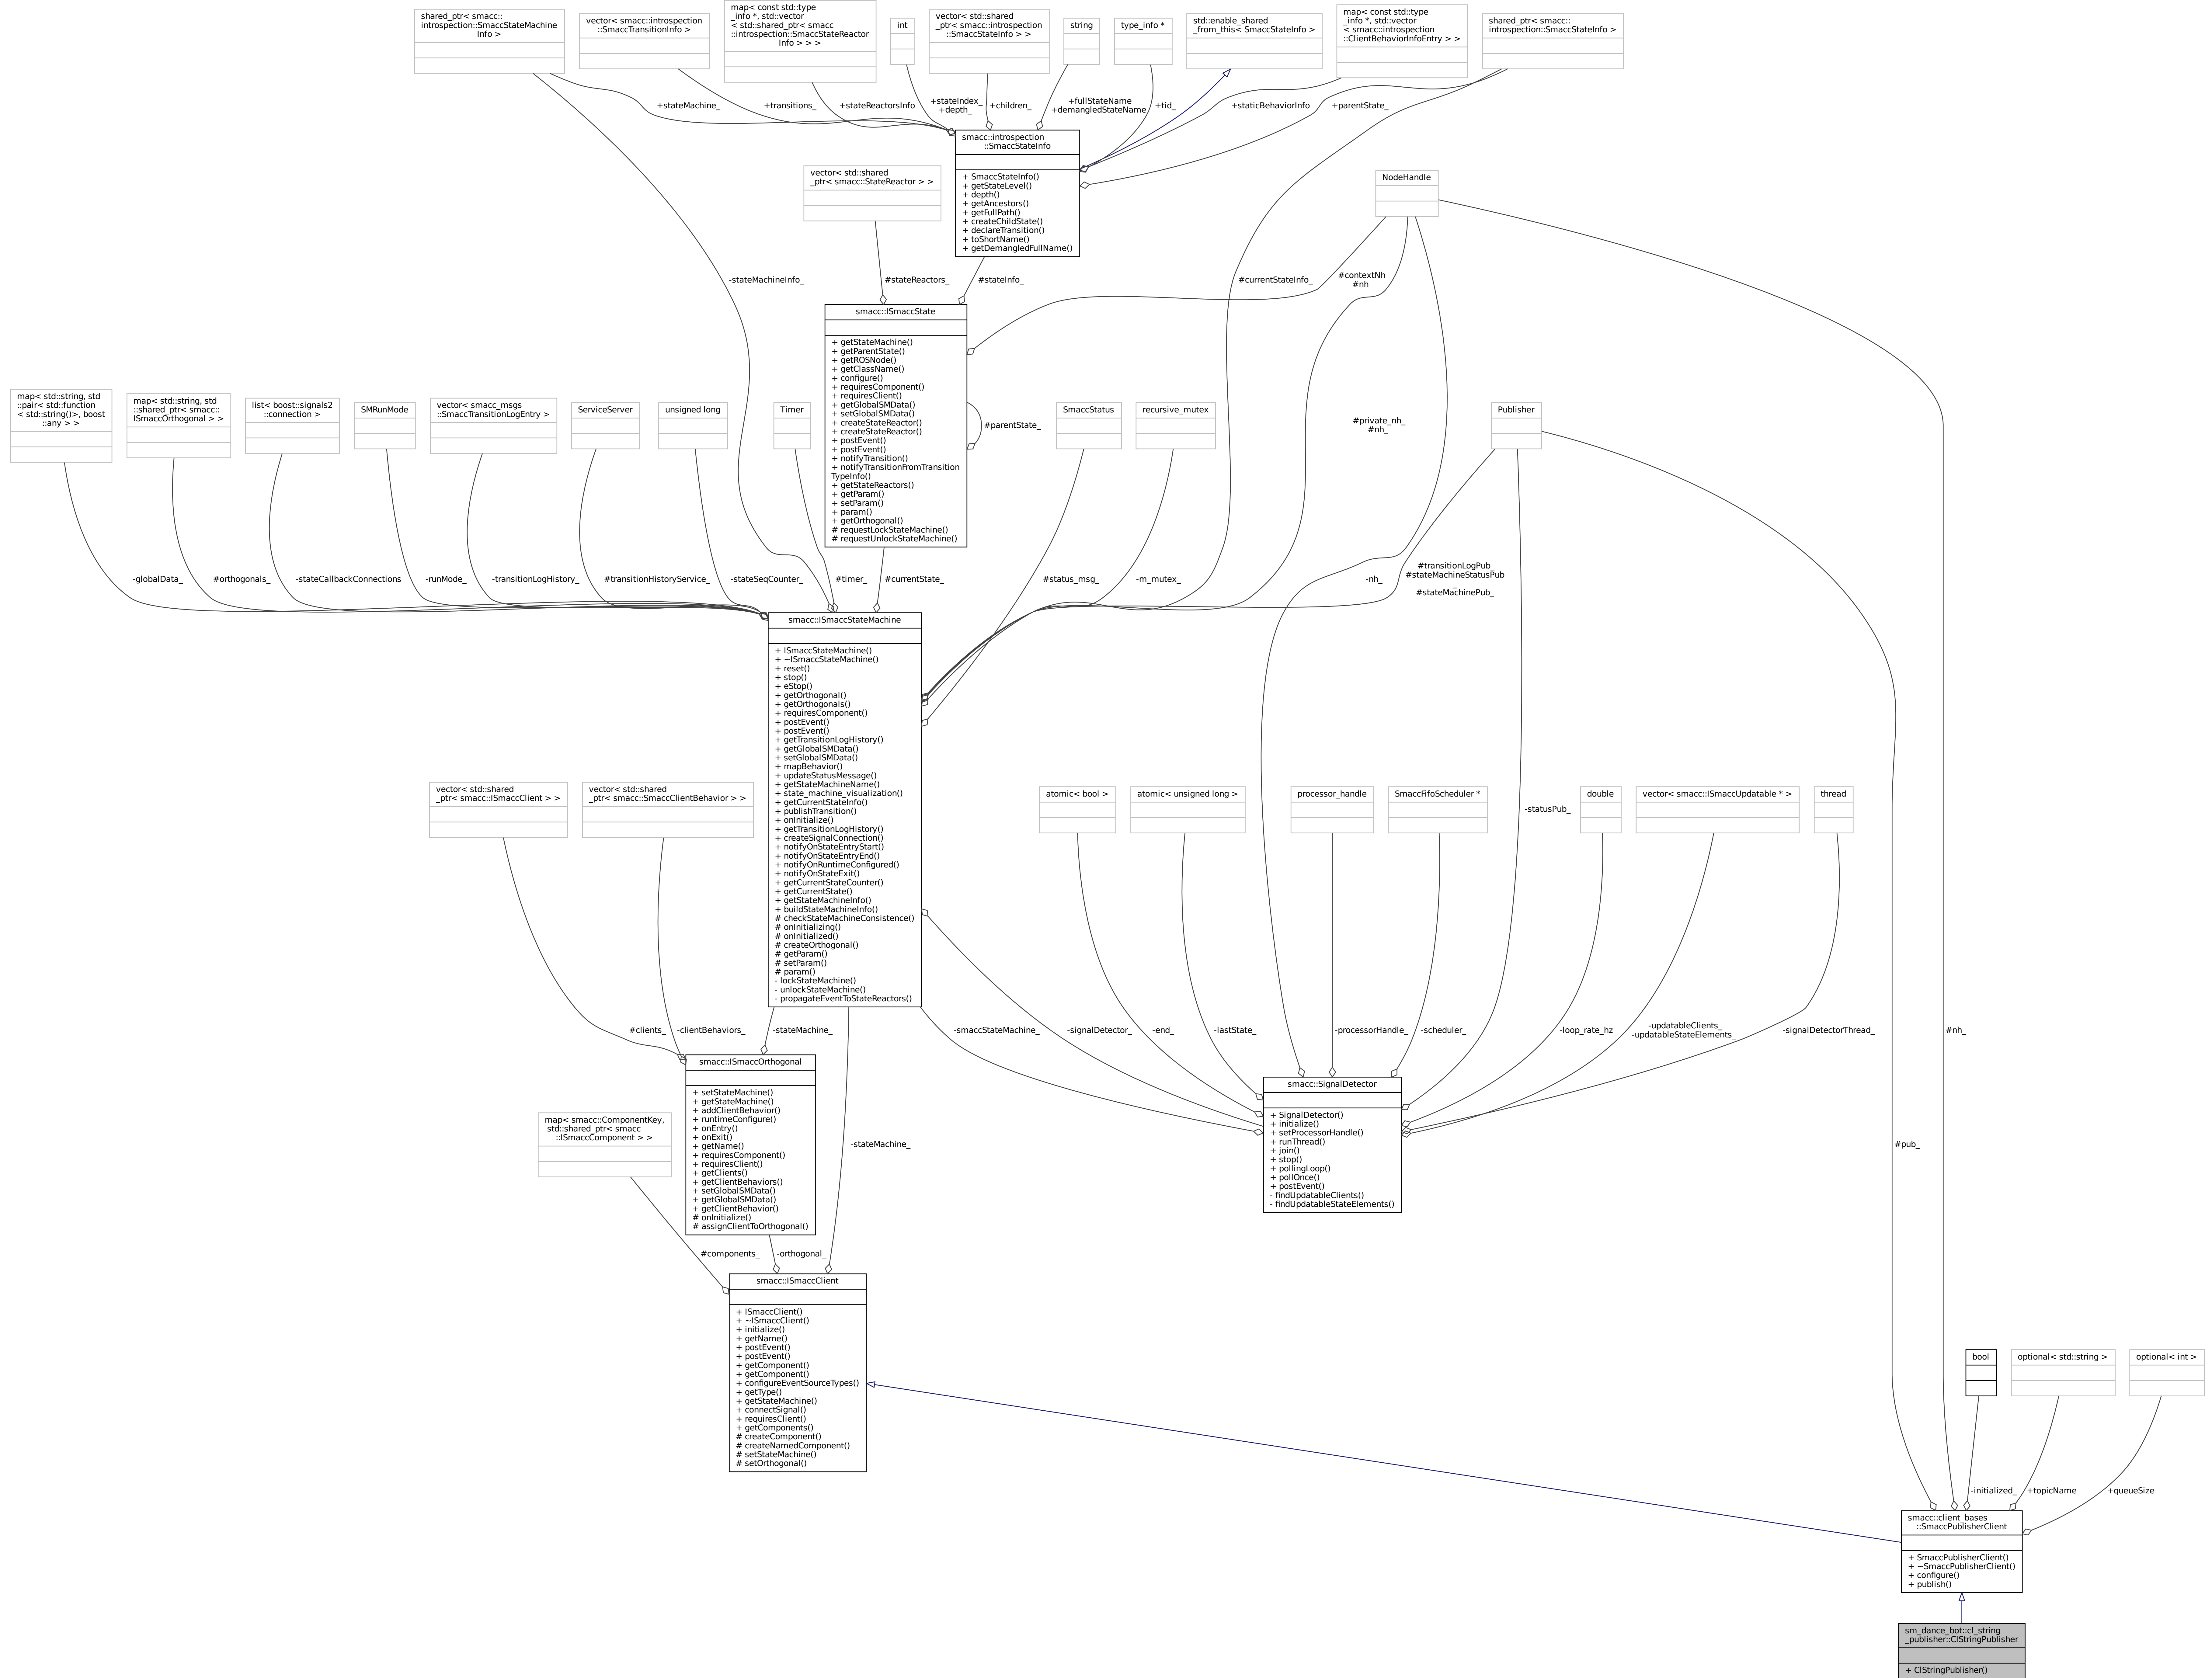 shared_ptr< smacc::
introspection::SmaccStateMachine
Info >
vector< smacc::introspection
::SmaccTransitionInfo >
map< const std::type
_info *, std::vector
< std::shared_ptr< smacc
::introspection::SmaccStateReactor
Info > > >
int
vector< std::shared
_ptr< smacc::introspection
::SmaccStateInfo > >
string
type_info *
std::enable_shared
_from_this< SmaccStateInfo >
map< const std::type
_info *, std::vector
< smacc::introspection
::ClientBehaviorInfoEntry > >
shared_ptr< smacc::
introspection::SmaccStateInfo >
+stateMachine_
+transitions_
+stateReactorsInfo
+stateIndex_
+depth_
+children_
+fullStateName
+demangledStateName
+tid_
+staticBehaviorInfo
+parentState_
smacc::introspection
::SmaccStateInfo
+ SmaccStateInfo()
+ getStateLevel()
+ depth()
+ getAncestors()
+ getFullPath()
+ createChildState()
+ declareTransition()
+ toShortName()
+ getDemangledFullName()
vector< std::shared
_ptr< smacc::StateReactor > >
NodeHandle
-stateMachineInfo_
#stateReactors_
#stateInfo_
#currentStateInfo_
#contextNh
#nh
smacc::ISmaccState
+ getStateMachine()
+ getParentState()
+ getROSNode()
+ getClassName()
+ configure()
+ requiresComponent()
+ requiresClient()
+ getGlobalSMData()
+ setGlobalSMData()
+ createStateReactor()
+ createStateReactor()
+ postEvent()
+ postEvent()
+ notifyTransition()
+ notifyTransitionFromTransition
TypeInfo()
+ getStateReactors()
+ getParam()
+ setParam()
+ param()
+ getOrthogonal()
# requestLockStateMachine()
# requestUnlockStateMachine()
#parentState_
map< std::string, std
::pair< std::function
< std::string()>, boost
::any > >
map< std::string, std
::shared_ptr< smacc::
ISmaccOrthogonal > >
list< boost::signals2
::connection >
SMRunMode
vector< smacc_msgs
::SmaccTransitionLogEntry >
ServiceServer
unsigned long
Timer
SmaccStatus
recursive_mutex
#private_nh_
#nh_
Publisher
-globalData_
#orthogonals_
-stateCallbackConnections
-runMode_
-transitionLogHistory_
#transitionHistoryService_
-stateSeqCounter_
#timer_
#currentState_
#status_msg_
-m_mutex_
-nh_
#transitionLogPub_
#stateMachineStatusPub
_
#stateMachinePub_
smacc::ISmaccStateMachine
+ ISmaccStateMachine()
+ ~ISmaccStateMachine()
+ reset()
+ stop()
+ eStop()
+ getOrthogonal()
+ getOrthogonals()
+ requiresComponent()
+ postEvent()
+ postEvent()
+ getTransitionLogHistory()
+ getGlobalSMData()
+ setGlobalSMData()
+ mapBehavior()
+ updateStatusMessage()
+ getStateMachineName()
+ state_machine_visualization()
+ getCurrentStateInfo()
+ publishTransition()
+ onInitialize()
+ getTransitionLogHistory()
+ createSignalConnection()
+ notifyOnStateEntryStart()
+ notifyOnStateEntryEnd()
+ notifyOnRuntimeConfigured()
+ notifyOnStateExit()
+ getCurrentStateCounter()
+ getCurrentState()
+ getStateMachineInfo()
+ buildStateMachineInfo()
# checkStateMachineConsistence()
# onInitializing()
# onInitialized()
# createOrthogonal()
# getParam()
# setParam()
# param()
- lockStateMachine()
- unlockStateMachine()
- propagateEventToStateReactors()
vector< std::shared
_ptr< smacc::ISmaccClient > >
vector< std::shared
_ptr< smacc::SmaccClientBehavior > >
atomic< bool >
atomic< unsigned long >
processor_handle
SmaccFifoScheduler *
-statusPub_
double
vector< smacc::ISmaccUpdatable * >
thread
#clients_
-clientBehaviors_
-stateMachine_
-smaccStateMachine_
-signalDetector_
-end_
-lastState_
-processorHandle_
-scheduler_
-loop_rate_hz
-updatableClients_
-updatableStateElements_
-signalDetectorThread_
#nh_
smacc::ISmaccOrthogonal
+ setStateMachine()
+ getStateMachine()
+ addClientBehavior()
+ runtimeConfigure()
+ onEntry()
+ onExit()
+ getName()
+ requiresComponent()
+ requiresClient()
+ getClients()
+ getClientBehaviors()
+ setGlobalSMData()
+ getGlobalSMData()
+ getClientBehavior()
# onInitialize()
# assignClientToOrthogonal()
smacc::SignalDetector
+ SignalDetector()
+ initialize()
+ setProcessorHandle()
+ runThread()
+ join()
+ stop()
+ pollingLoop()
+ pollOnce()
+ postEvent()
- findUpdatableClients()
- findUpdatableStateElements()
map< smacc::ComponentKey,
std::shared_ptr< smacc
::ISmaccComponent > >
-stateMachine_
#pub_
#components_
-orthogonal_
smacc::ISmaccClient
+ ISmaccClient()
+ ~ISmaccClient()
+ initialize()
+ getName()
+ postEvent()
+ postEvent()
+ getComponent()
+ getComponent()
+ configureEventSourceTypes()
+ getType()
+ getStateMachine()
+ connectSignal()
+ requiresClient()
+ getComponents()
# createComponent()
# createNamedComponent()
# setStateMachine()
# setOrthogonal()
bool
optional< std::string >
optional< int >
-initialized_
+topicName
+queueSize
smacc::client_bases
::SmaccPublisherClient
+ SmaccPublisherClient()
+ ~SmaccPublisherClient()
+ configure()
+ publish()
sm_dance_bot::cl_string
_publisher::ClStringPublisher
+ ClStringPublisher()